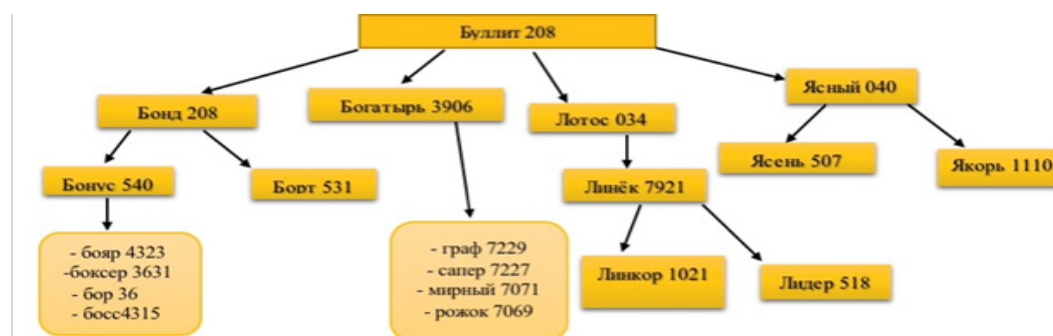 Буллит 208
Бонд 208
Богатырь 3906
Лотос 034
Ясный 040
Бонус 540
Борт 531
Линёк 7921
Ясень 507
Якорь 1110
- бояр 4323
-боксер 3631
- бор 36
- босс4315
- граф 7229
- сапер 7227
- мирный 7071
- рожок 7069
Линкор 1021
Лидер 518